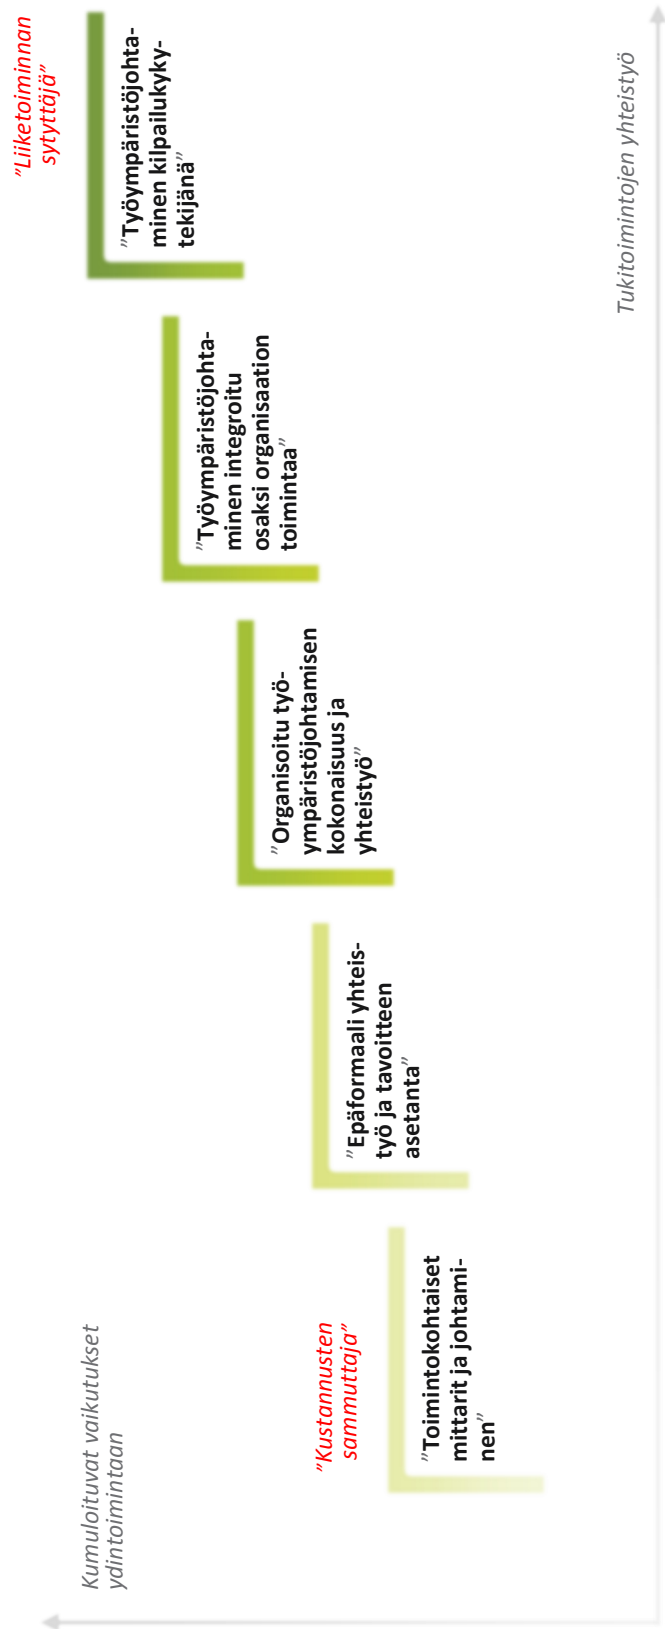 Kumuloituvat vaikutukset
ydintoimintaan
”Kustannusten
sammuttaja”
”Toimintokohtaiset
mittarit ja johtami-
nen”
”Epäformaali yhteis-
työ ja tavoitteen
asetanta”
”Organisoitu työ-
ympäristöjohtamisen
kokonaisuus ja
yhteistyö”
”Työympäristöjohta-
minen integroitu
osaksi organisaation
toimintaa”
”Liiketoiminnan
sytyttäjä”
”Työympäristöjohta-
minen kilpailukyky-
tekijänä”
Tukitoimintojen yhteistyö